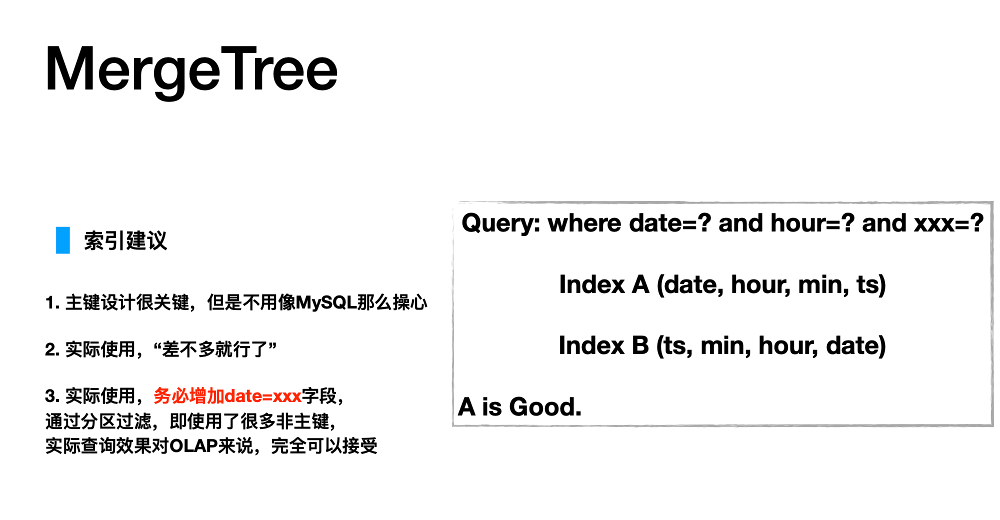 MergeTree
索引建议
1. 主键设计很关键，但是不用像MySQL那么操心
2. 实际使用，“差不多就行了”
3. 实际使用，务必增加date=xxx字段，
通过分区过滤，即使用了很多非主键，
实际查询效果对OLAP来说，完全可以接受
Query: where date=? and hour=? and xxx=?
Index A (date, hour, min, ts)
Index B (ts, min, hour, date)
A is Good.